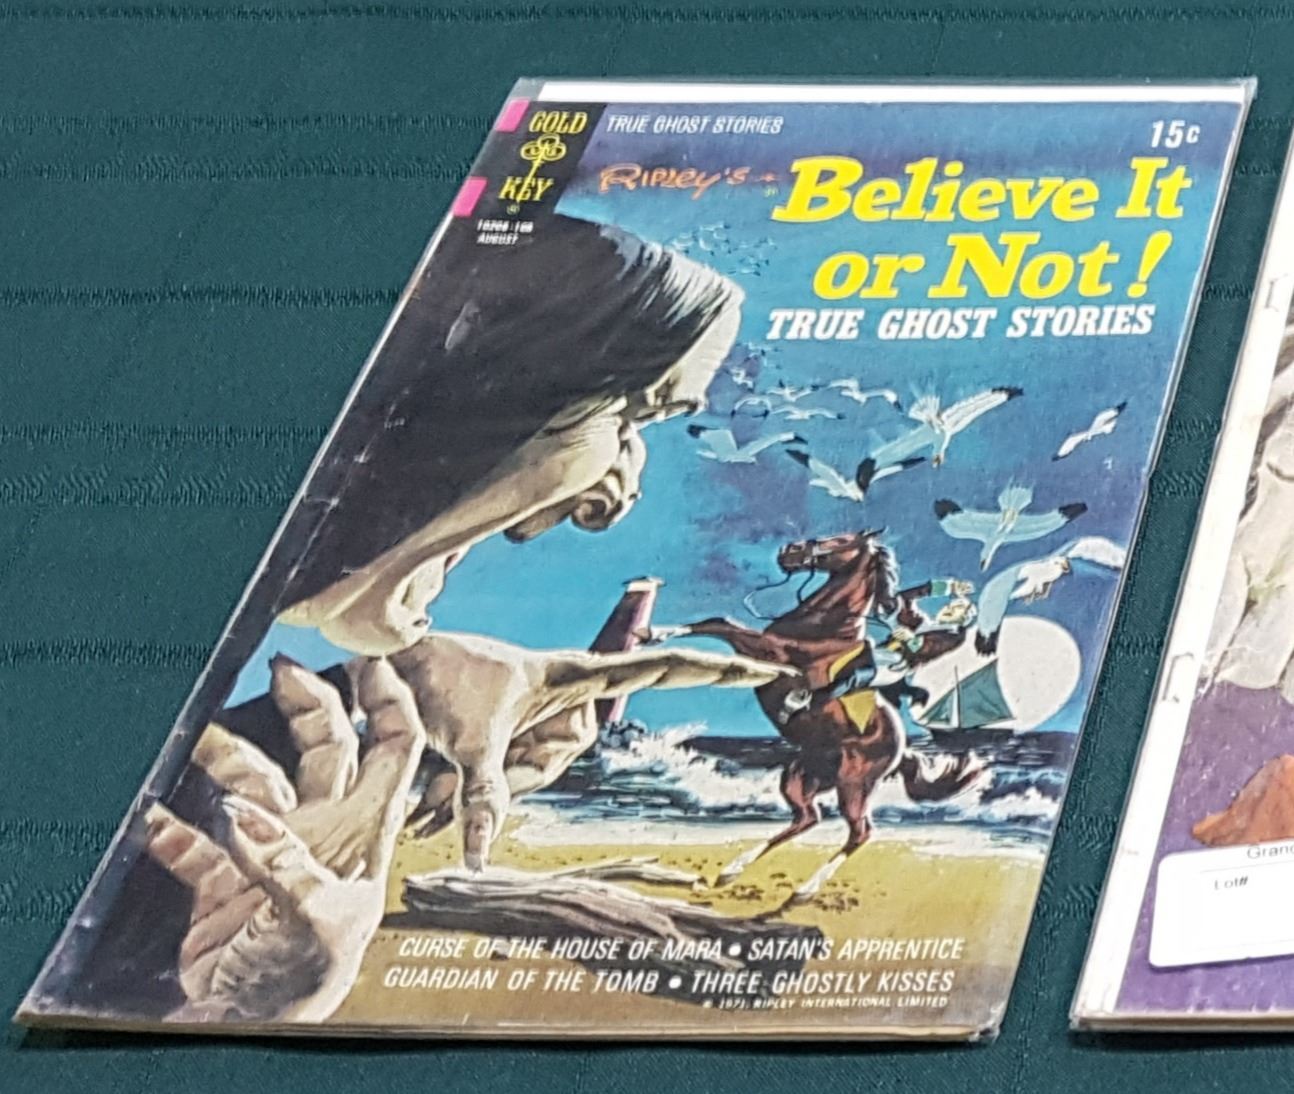 GOLD
KEY
TRUE GHOST STORIES
15¢
AUGUST
RIPLEY'S
Believe It
or Not!
TRUE GHOST STORIES
CURSE OF THE HOUSE OF MARA • SATAN'S APPRENTICE
GUARDIAN OF THE TOMB • THREE GHOSTLY KISSES
© 1971, RIPLEY INTERNATIONAL LIMITED
Lot#